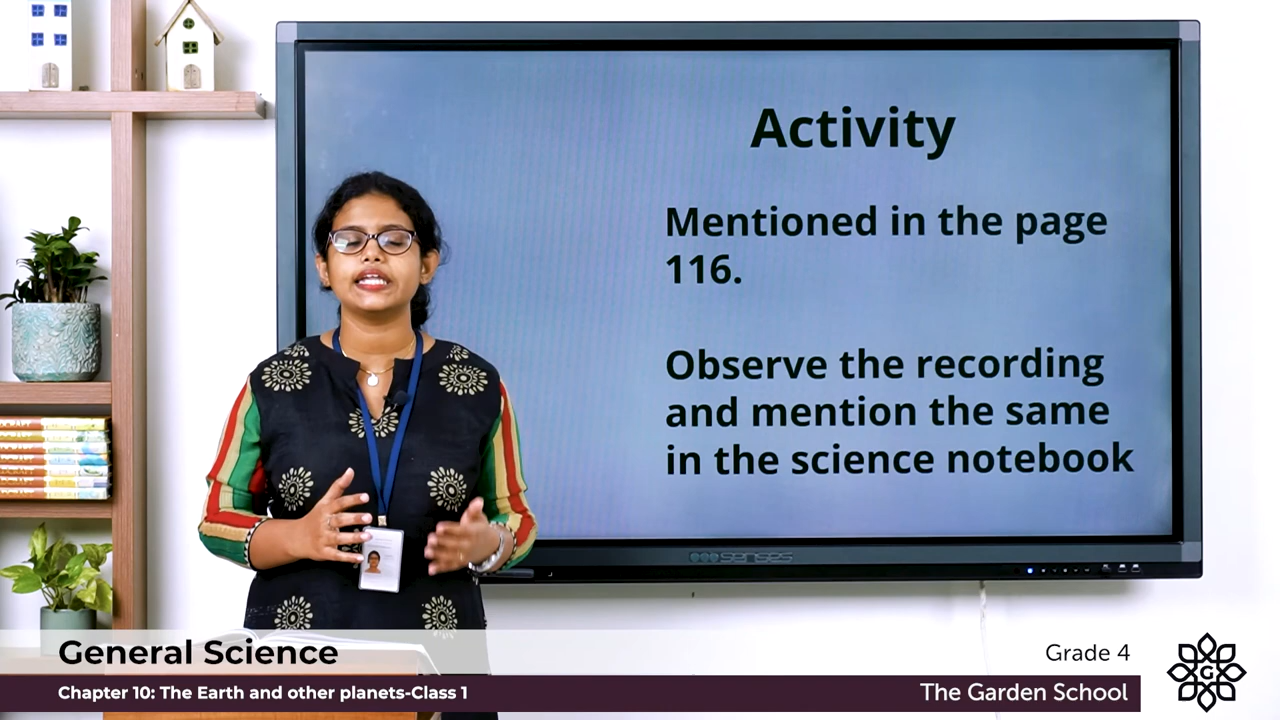 Activity
Mentioned in the page
116.
Observe the recording
and mention the same
in the science notebook
senses
General Science
Grade 4
Chapter 10: The Earth and other planets-Class 1
The Garden School
G